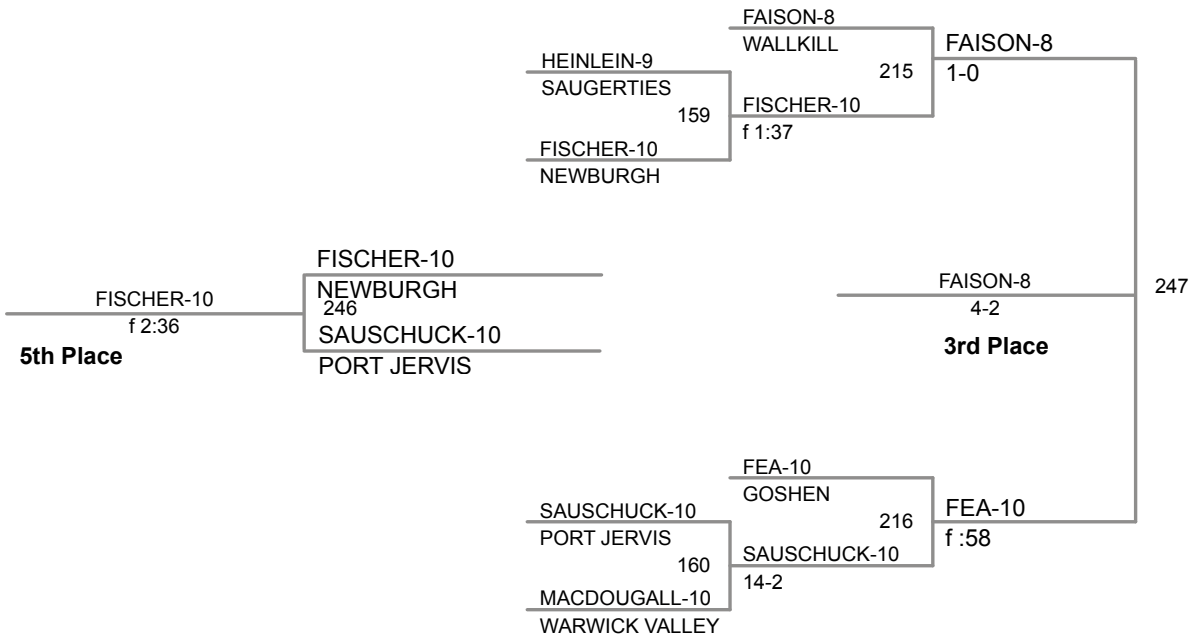 FAISON-8
WALLKILL
FAISON-8
1-0
HEINLEIN-9
SAUGERTIES
215
159
FISCHER-10
f 1:37
FISCHER-10
NEWBURGH
FISCHER-10
NEWBURGH
246
SAUSCHUCK-10
PORT JERVIS
FISCHER-10
f 2:36
5th Place
FAISON-8
4-2
3rd Place
247
FEA-10
GOSHEN
FEA-10
f :58
SAUSCHUCK-10
PORT JERVIS
216
160
SAUSCHUCK-10
14-2
MACDOUGALL-10
WARWICK VALLEY